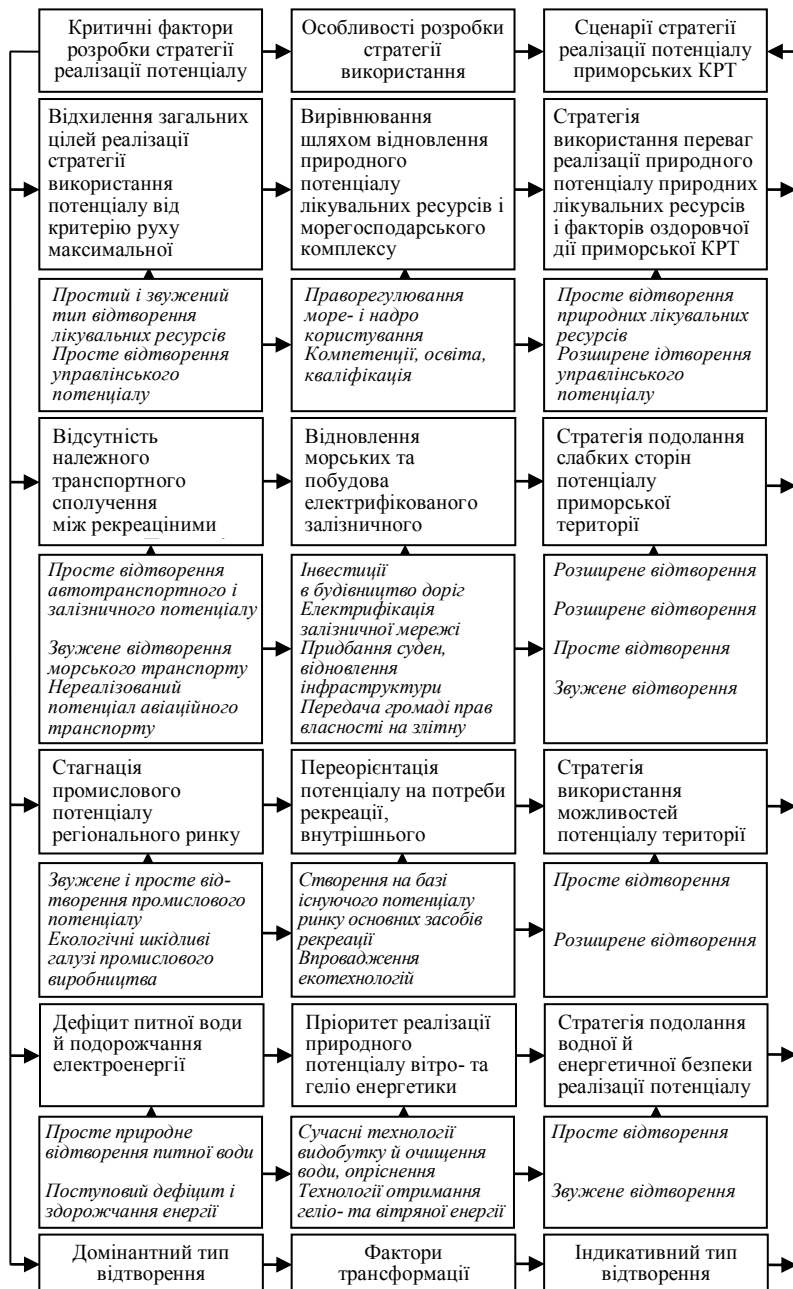 Критичні фактори
розробки стратегії
реалізації потенціалу
Особливості розробки
стратегії
використання
Сценарії стратегії
реалізації потенціалу
приморських КРТ
Відхилення загальних
цілей реалізації
стратегії
використання
потенціалу від
критерію руху
максимальної
Вирівнювання
шляхом відновлення
природного
потенціалу
лікувальних ресурсів і
морегосподарського
комплексу
Стратегія
використання переваг
реалізації природного
потенціалу природних
лікувальних ресурсів
і факторів оздоровчої
дії приморської КРТ
Простий і звужений
тип відтворення
лікувальних ресурсів
Просте відтворення
управлінського
потенціалу
Праворегулювання
море- і надро
користування
Компетенції, освіта,
кваліфікація
Просте відтворення
природних лікувальних
ресурсів
Розширене ідтворення
управлінського
потенціалу
Відсутність
належного
транспортного
сполучення
між рекреаціними
Відновлення
морських та
побудова
електрифікованого
залізничного
Стратегія подолання
слабких сторін
потенціалу
приморської
території
Просте відтворення
автотранспортного і
залізничного потенціалу
Звужене відтворення
морського транспорту
Нереалізований
потенціал авіаційного
транспорту
Інвестиції
в будівництво доріг
Електрифікація
залізничної мережі
Придбання суден,
відновлення
інфраструктури
Передача громаді прав
власності на злітну
Розширене відтворення
Розширене відтворення
Просте відтворення
Звужене відтворення
Стагнація
промислового
потенціалу
регіонального ринку
Переорієнтація
потенціалу на потреби
рекреації,
внутрішнього
Стратегія
використання
можливостей
потенціалу території
Звужене і просте від-
творення промислового
потенціалу
Екологічні шкідливі
галузі промислового
виробництва
Створення на базі
існуючого потенціалу
ринку основних засобів
рекреації
Впровадження
екотехнологій
Просте відтворення
Розширене відтворення
Дефіцит питної води
й подорожчання
електроенергії
Пріоритет реалізації
природного
потенціалу вітро- та
геліо енергетики
Стратегія подолання
водної й
енергетичної безпеки
реалізації потенціалу
Просте природне
відтворення питної води
Поступовий дефіцит і
здорожчання енергії
Сучасні технології
видобутку й очищення
води, опріснення
Технології отримання
геліо- та вітряної енергії
Просте відтворення
Звужене відтворення
Домінантний тип
відтворення
Фактори
трансформації
Індикативний тип
відтворення